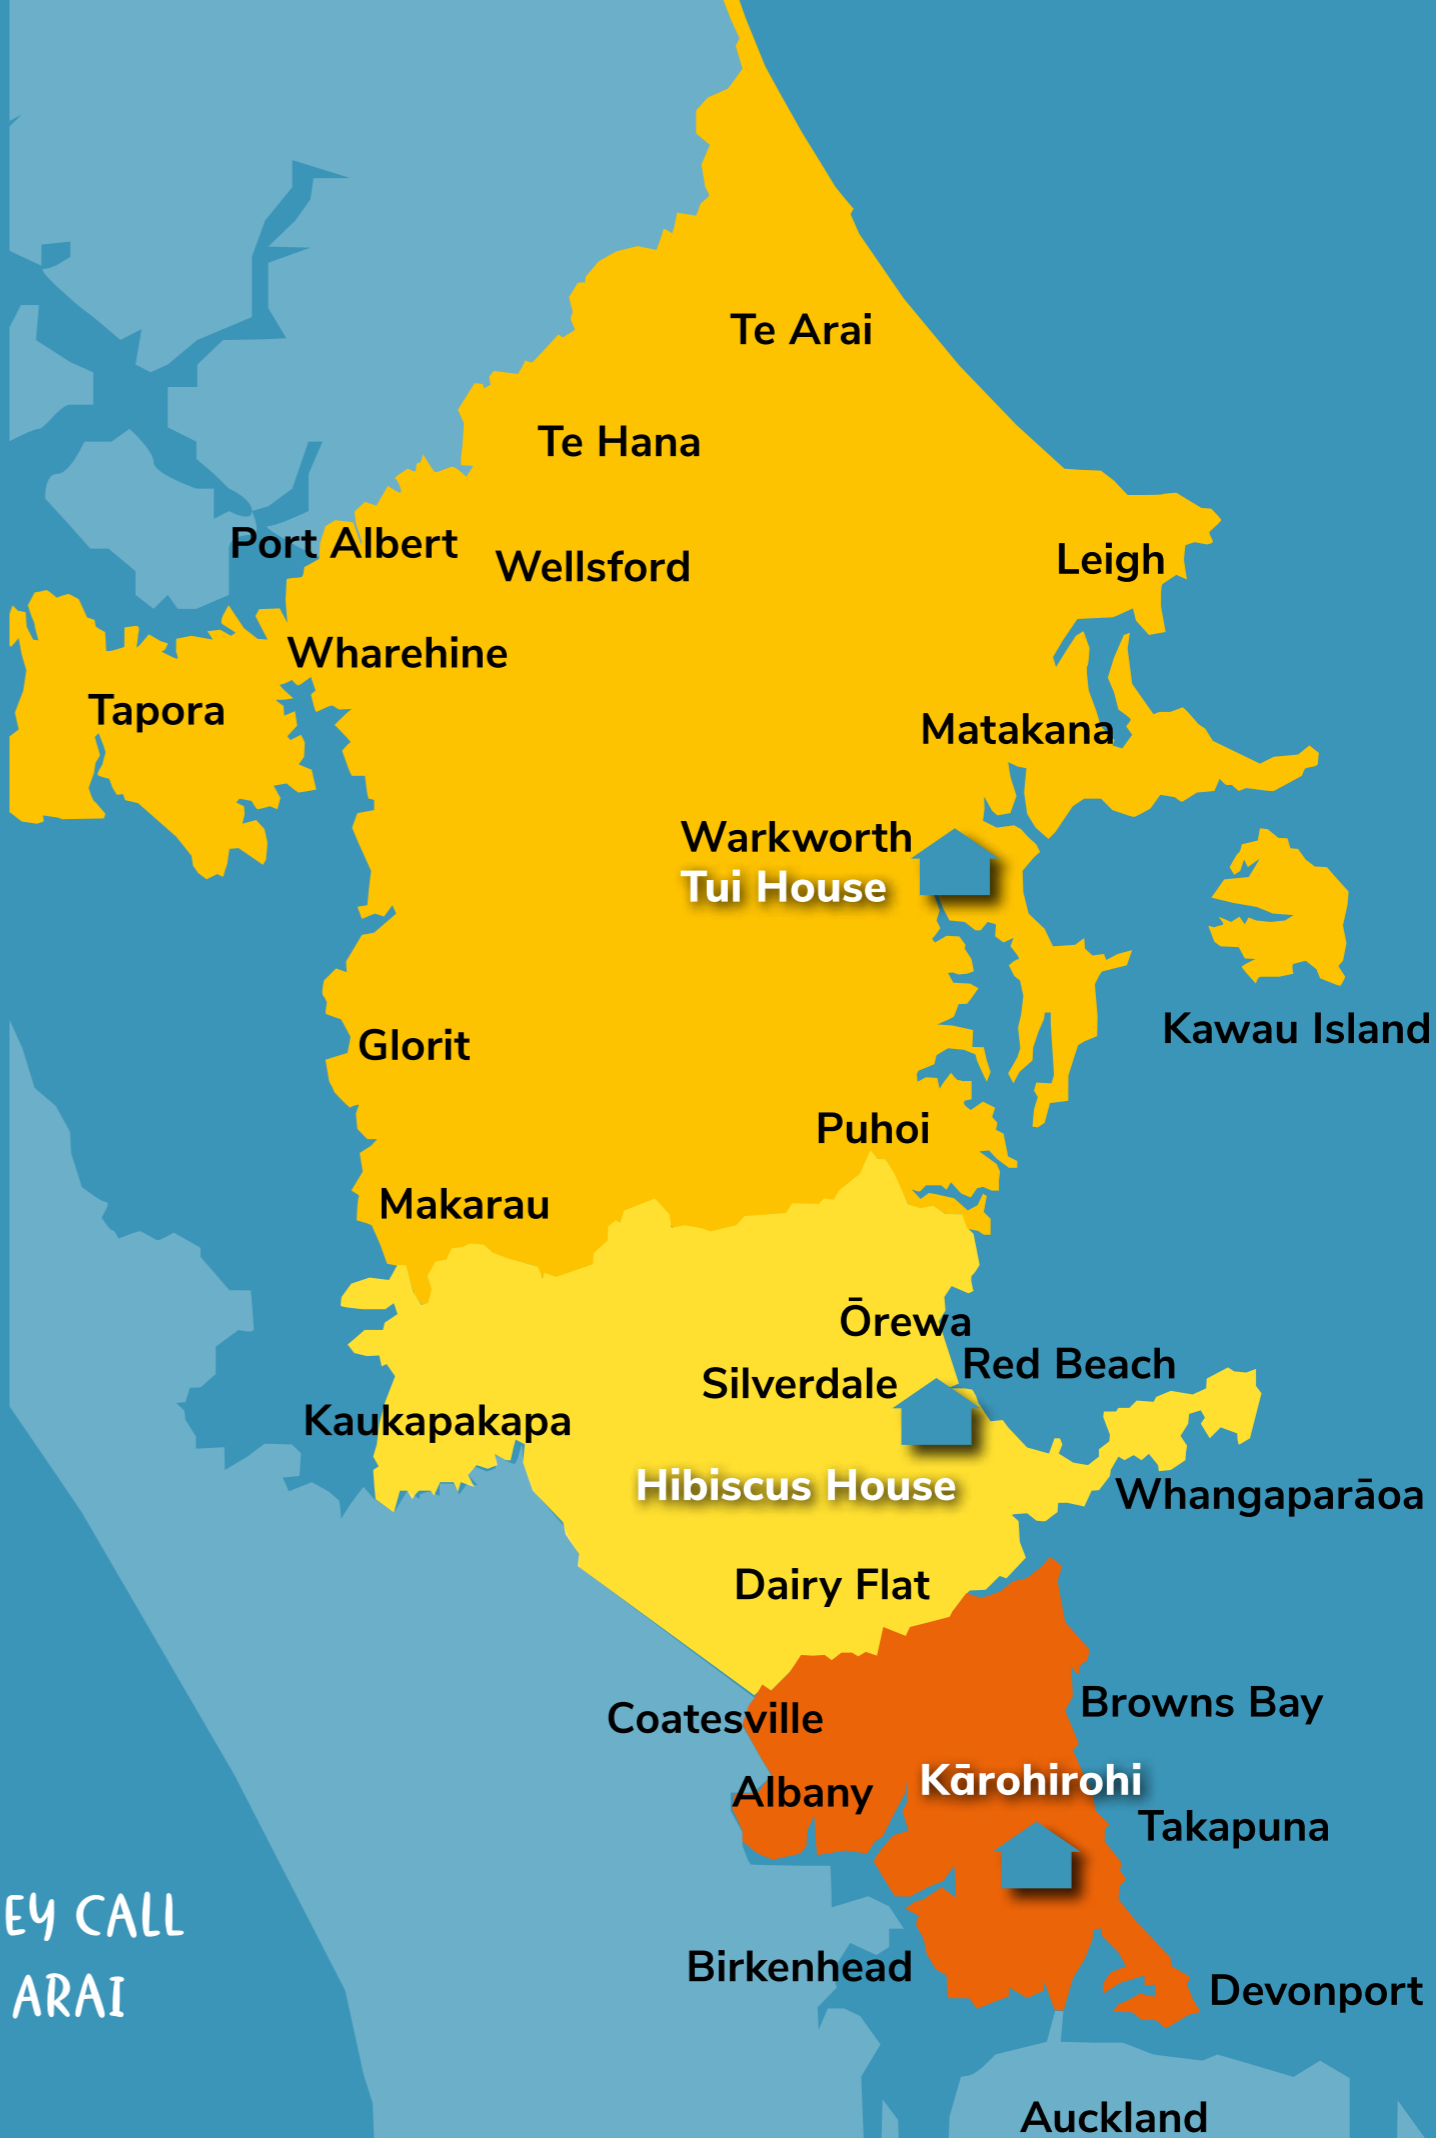 Te Arai
Te Hana
Port Albert
Wellsford
Leigh
Wharehine
Tapora
Matakana
Warkworth
Tui House
Kawau Island
Glorit
Puhoi
Makarau
Ōrewa
Red Beach
Silverdale
Kaukapakapa
Hibiscus House
Whangaparāoa
Dairy Flat
Browns Bay
Coatesville
Kārohirohi
Albany
Takapuna
EY CALL
ARAI
Birkenhead
Devonport
Auckland